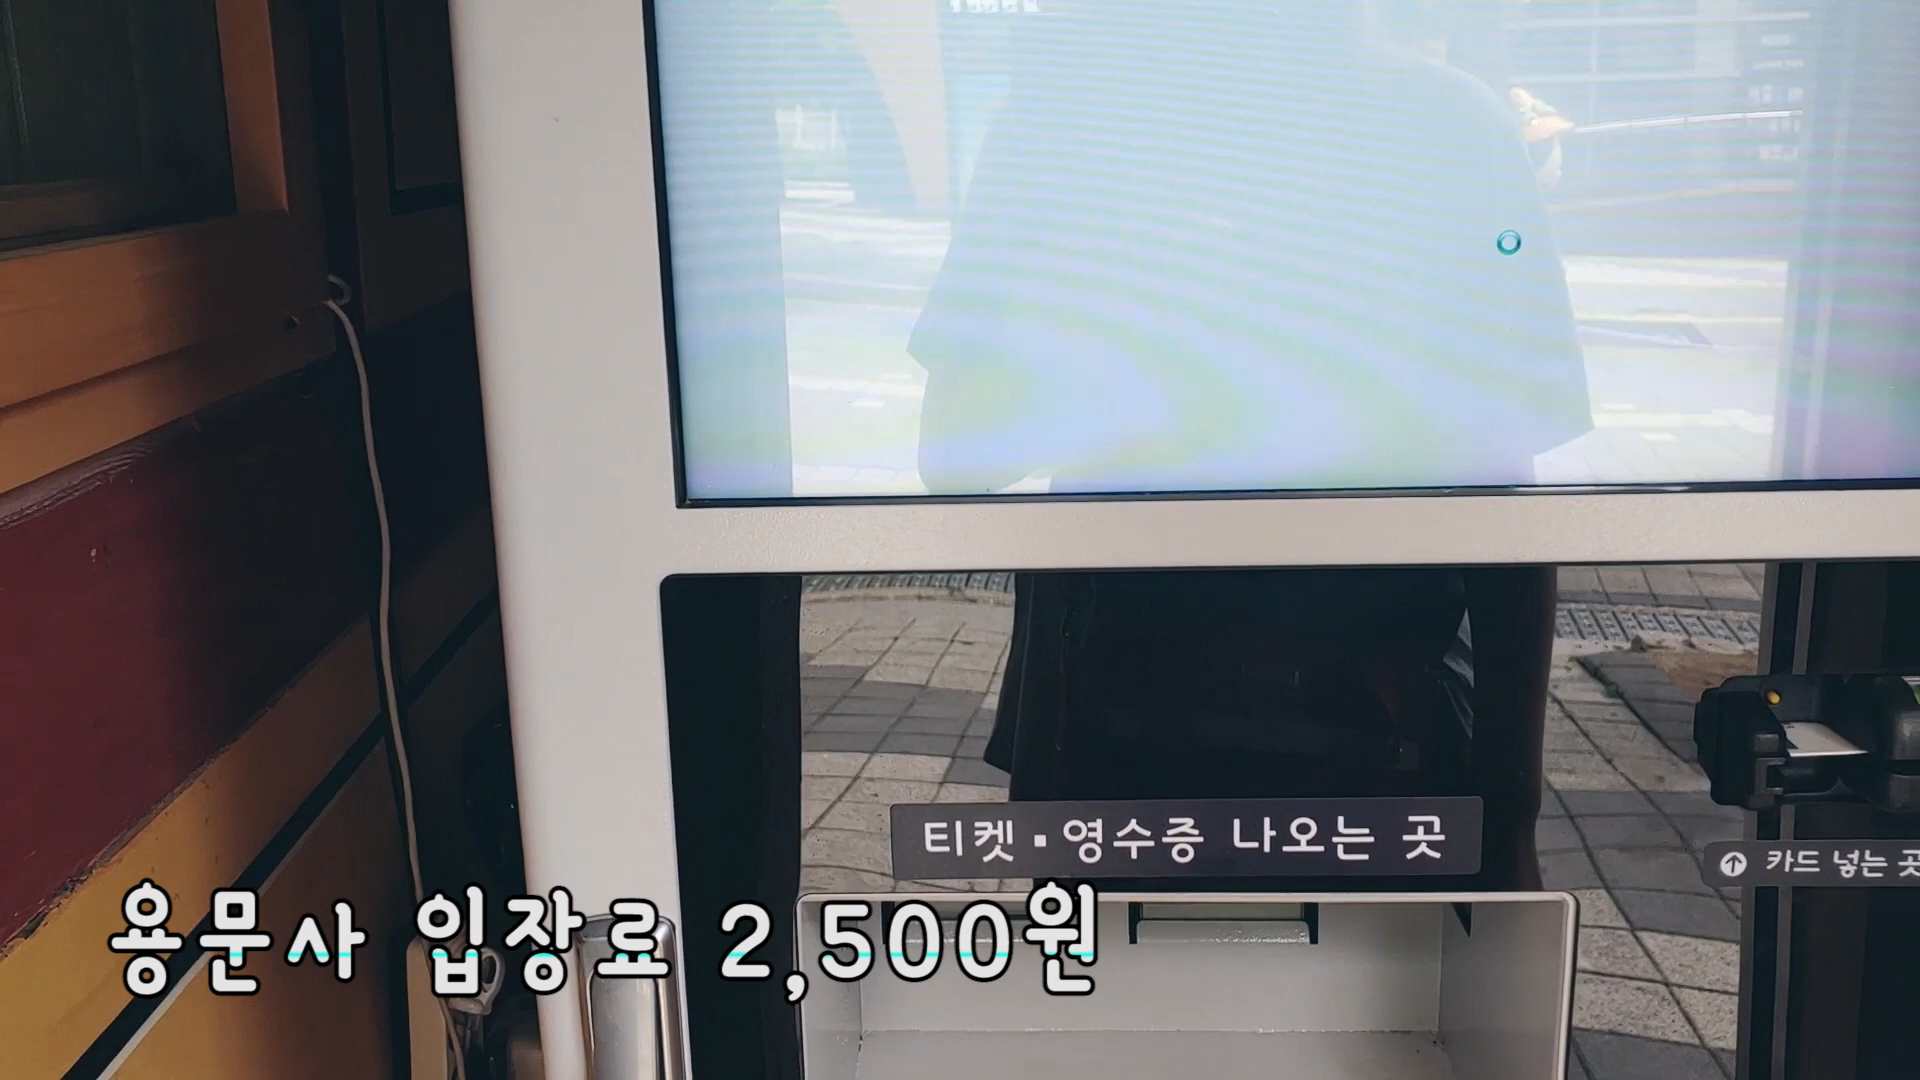 티켓▪영수증 나오는 곳
카드 넣는 곳
용문사 입장료 2,500원